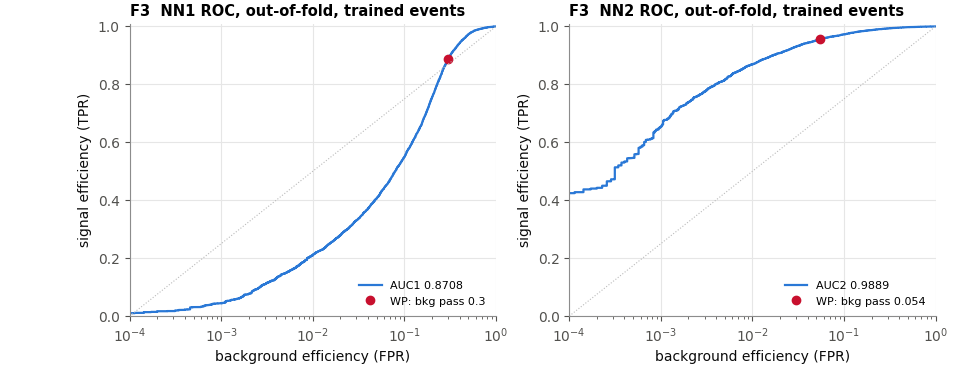 F3  NN1 ROC, out-of-fold, trained events
1.0
0.8
0.6
0.4
0.2
0.0
signal efficiency (TPR)
AUC1 0.8708
WP: bkg pass 0.3
10⁻⁴ 10⁻³ 10⁻² 10⁻¹ 10⁰
background efficiency (FPR)
F3  NN2 ROC, out-of-fold, trained events
1.0
0.8
0.6
0.4
0.2
0.0
signal efficiency (TPR)
AUC2 0.9889
WP: bkg pass 0.054
10⁻⁴ 10⁻³ 10⁻² 10⁻¹ 10⁰
background efficiency (FPR)